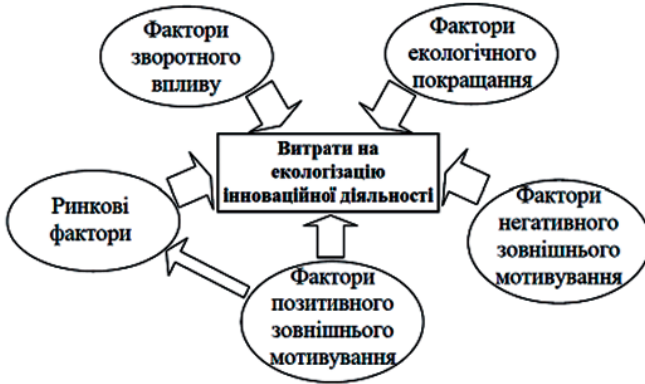 Фактори
зворотного
впливу
Фактори
екологічного
покращання
Витрати на
екологізацію
інноваційної діяльності
Ринкові
фактори
Фактори
негативного
зовнішнього
мотивування
Фактори
позитивного
зовнішнього
мотивування